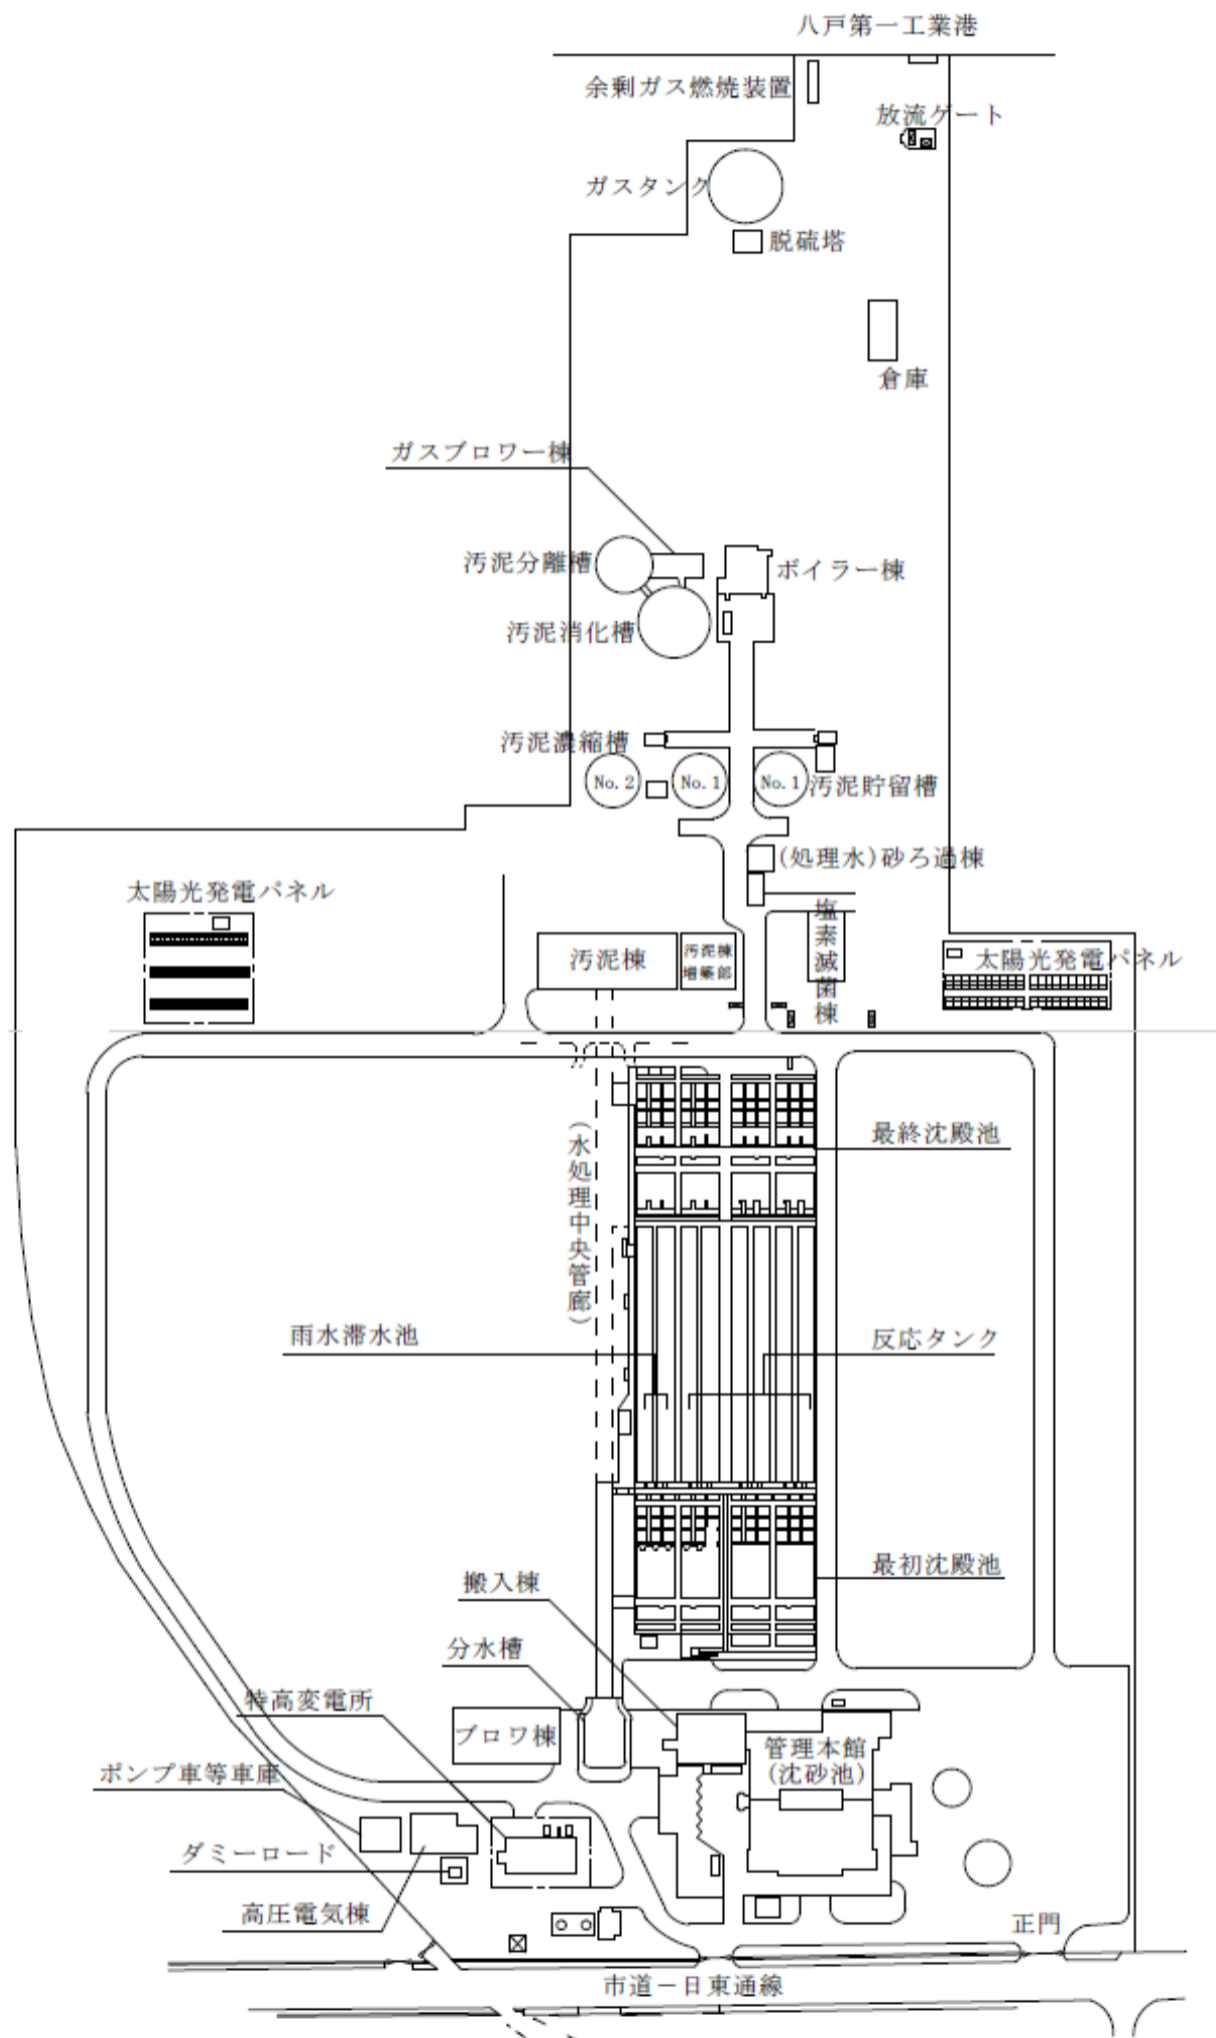 八戸第一工業港
余剰ガス燃焼装置
放流ゲート
ガスタンク
脱硫塔
倉庫
ガスブロワー棟
汚泥分離槽
ボイラー棟
汚泥消化槽
汚泥濃縮槽
No.2
No.1
No.1
汚泥貯留槽
(処理水)砂ろ過棟
太陽光発電パネル
塩素滅菌棟
汚泥棟
汚泥棟
増築部
太陽光発電パネル
(水処理中央管廊)
最終沈殿池
雨水滞水池
反応タンク
最初沈殿池
搬入棟
分水槽
特高変電所
ブロワ棟
管理本館
(沈砂池)
ポンプ車等車庫
ダミーロード
高圧電気棟
正門
市道－日東通線